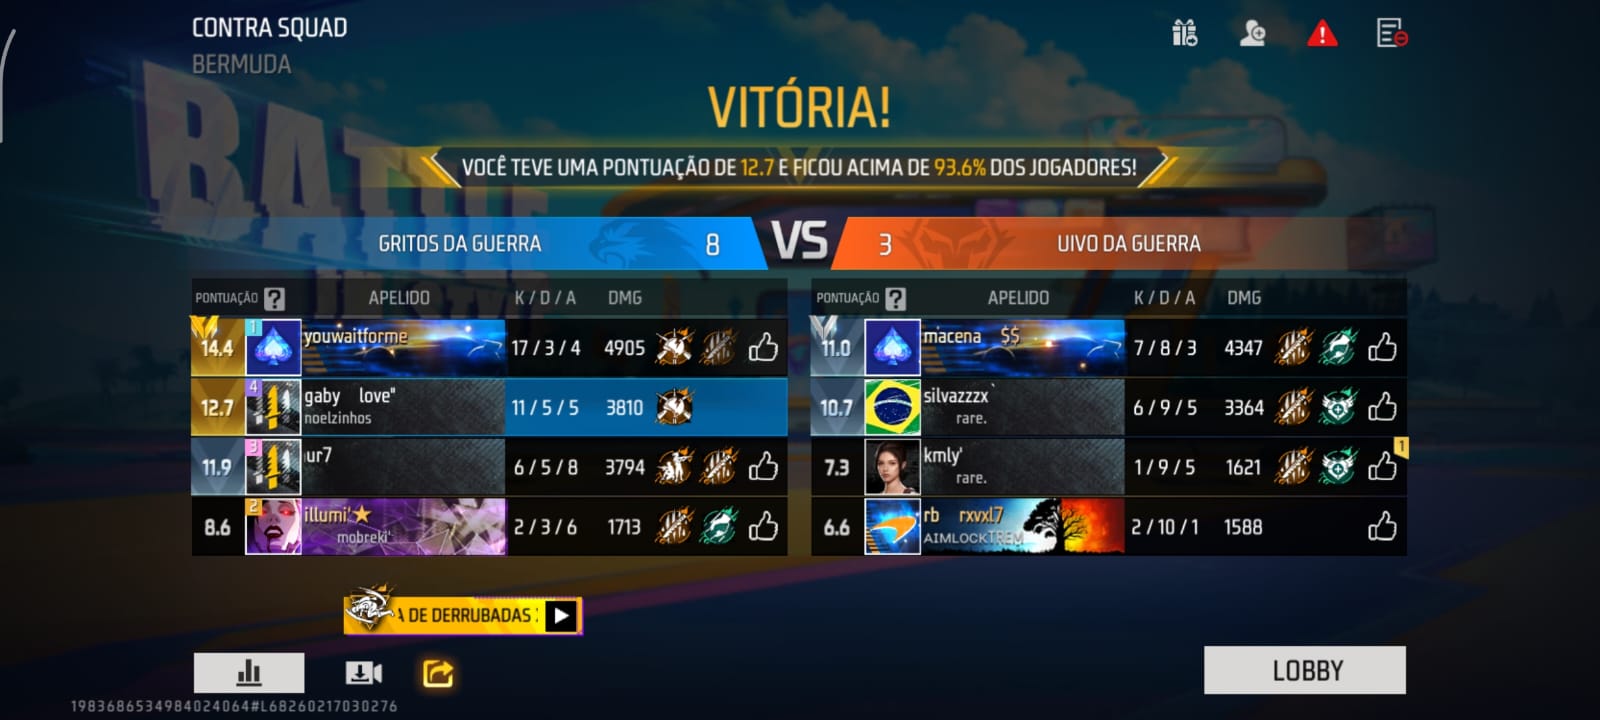 CONTRA SQUAD
BERMUDA
VITÓRIA!
VOCÊ TEVE UMA PONTUAÇÃO DE 12.7 E FICOU ACIMA DE 93.6% DOS JOGADORES!
GRITOS DA GUERRA 8 VS 3 UIVO DA GUERRA
PONTUAÇÃO ? APELIDO K / D / A DMG
14.4 1 youwaitforme 17 / 3 / 4 4905
12.7 4 gaby love" 11 / 5 / 5 3810
noelzinhos
11.9 3 ur7 6 / 5 / 8 3794
8.6 2 illumi'★ 2 / 3 / 6 1713
mobreki'
PONTUAÇÃO ? APELIDO K / D / A DMG
11.0 macena $$ 7 / 8 / 3 4347
10.7 silvazzzx` 6 / 9 / 5 3364
rare.
7.3 kmly' 1 / 9 / 5 1621 1
rare.
6.6 rb rxvxl7 2 / 10 / 1 1588
AIMLOCKTREM
A DE DERRUBADAS
LOBBY
1983686534984024064#L68260217030276